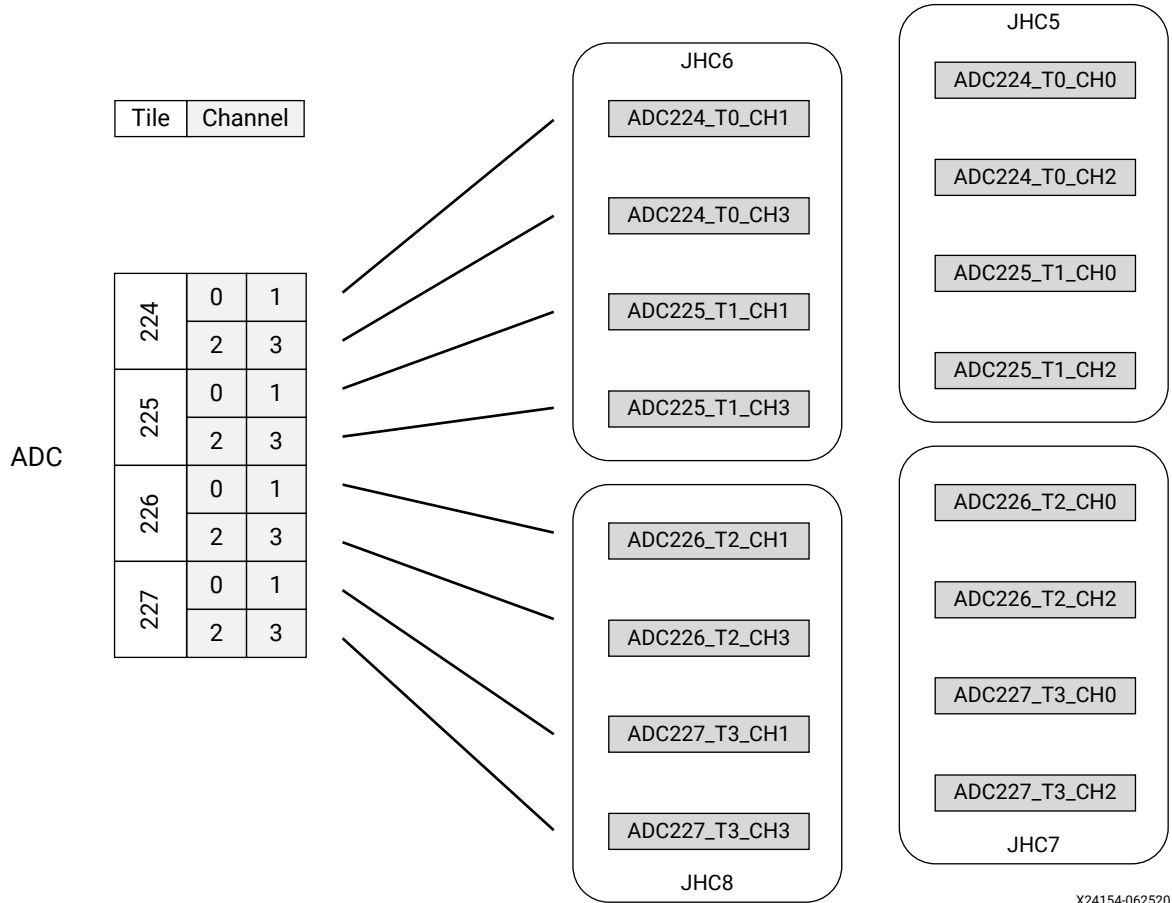 JHC5
JHC6
ADC224_T0_CH0
Tile Channel
ADC224_T0_CH1
ADC224_T0_CH2
ADC224_T0_CH3
ADC225_T1_CH0
224 0 1
2 3
ADC225_T1_CH1
ADC225_T1_CH2
225 0 1
2 3
ADC225_T1_CH3
ADC
226 0 1
2 3
ADC226_T2_CH0
ADC226_T2_CH1
227 0 1
2 3
ADC226_T2_CH2
ADC226_T2_CH3
ADC227_T3_CH0
ADC227_T3_CH1
ADC227_T3_CH2
ADC227_T3_CH3
JHC7
JHC8
X24154-062520